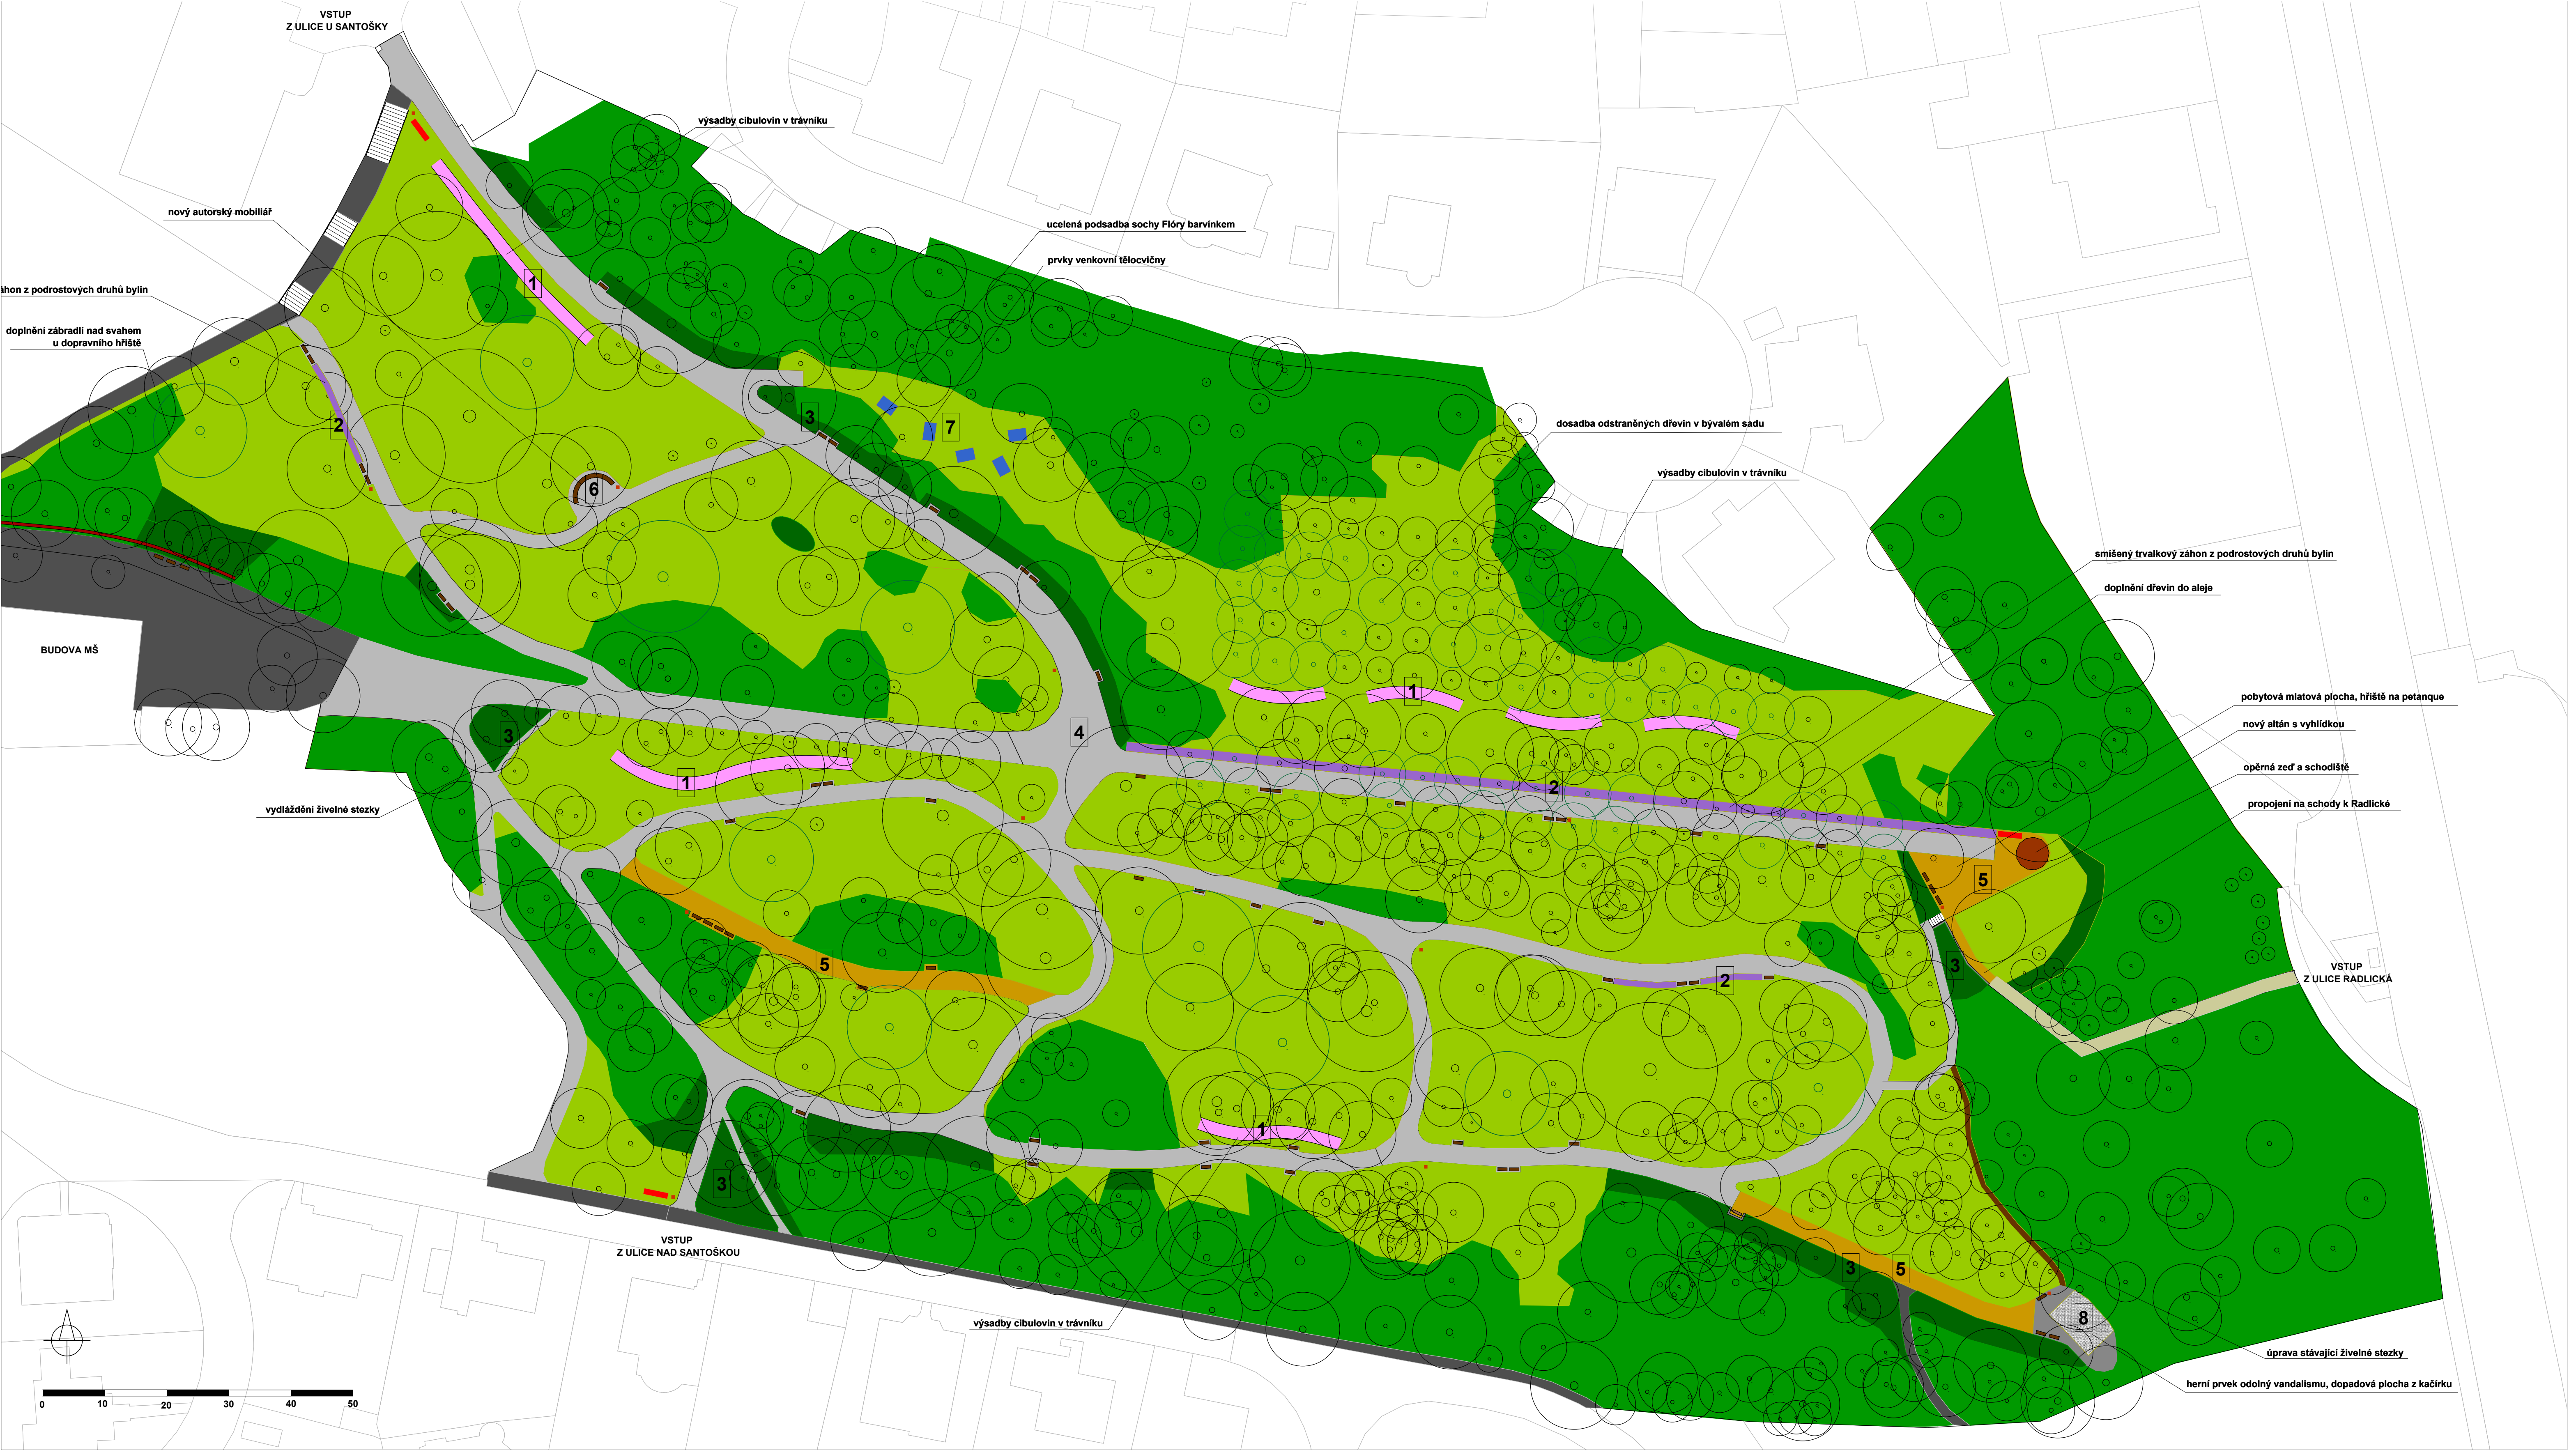 VSTUP
Z ULICE U SANTOŠKY
výsadby cibulovin v trávníku
nový autorský mobiliář
ucelená podsadba sochy Flóry barvínkem
prvky venkovní tělocvičny
z podrostových druhů bylin
doplnění zábradlí nad svahem
u dopravního hřiště
1
2
3
7
6
dosadba odstraněných dřevin v bývalém sadu
výsadby cibulovin v trávníku
smíšený trvalkový záhon z podrostových druhů bylin
doplnění dřevin do aleje
BUDOVA MŠ
pobytová mlatová plocha, hřiště na petanque
nový altán s vyhlídkou
opěrná zeď a schodiště
propojení na schody k Radlické
1
3
4
1
2
vydláždění živelné stezky
5
5
3
2
VSTUP
Z ULICE RADLICKÁ
1
3
VSTUP
Z ULICE NAD SANTOŠKOU
3
5
8
výsadby cibulovin v trávníku
úprava stávající živelné stezky
herní prvek odolný vandalismu, dopadová plocha z kačírku
0 10 20 30 40 50